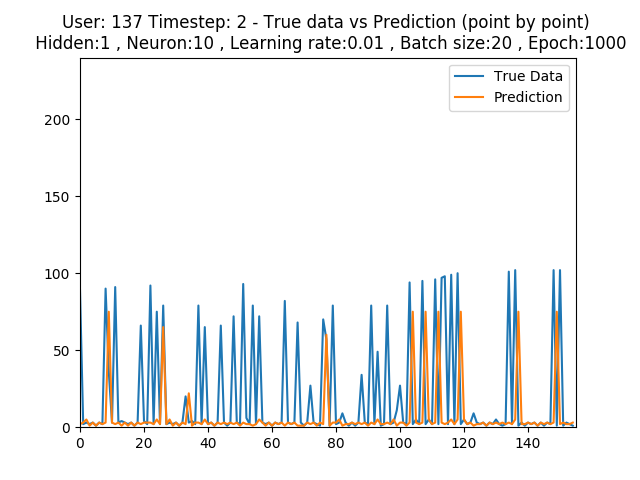 User: 137 Timestep: 2 - True data vs Prediction (point by point)
Hidden:1 , Neuron:10 , Learning rate:0.01 , Batch size:20 , Epoch:1000
True Data
Prediction
200
150
100
50
0
0 20 40 60 80 100 120 140